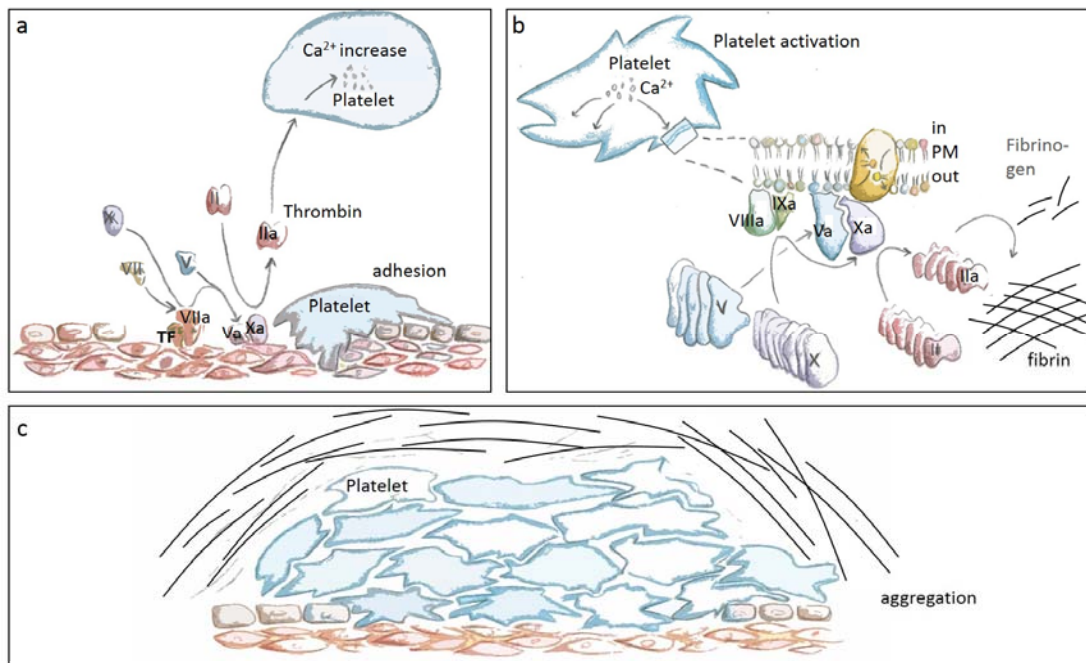 a
Ca²⁺ increase
Platelet
II
Thrombin
X
IIa
VII
V
adhesion
Platelet
VIIa
TF
Va
Xa
b
Platelet activation
Platelet
Ca²⁺
in
PM
out
Fibrino-
gen
IXa
VIIIa
Va
Xa
IIa
V
II
X
fibrin
c
Platelet
aggregation